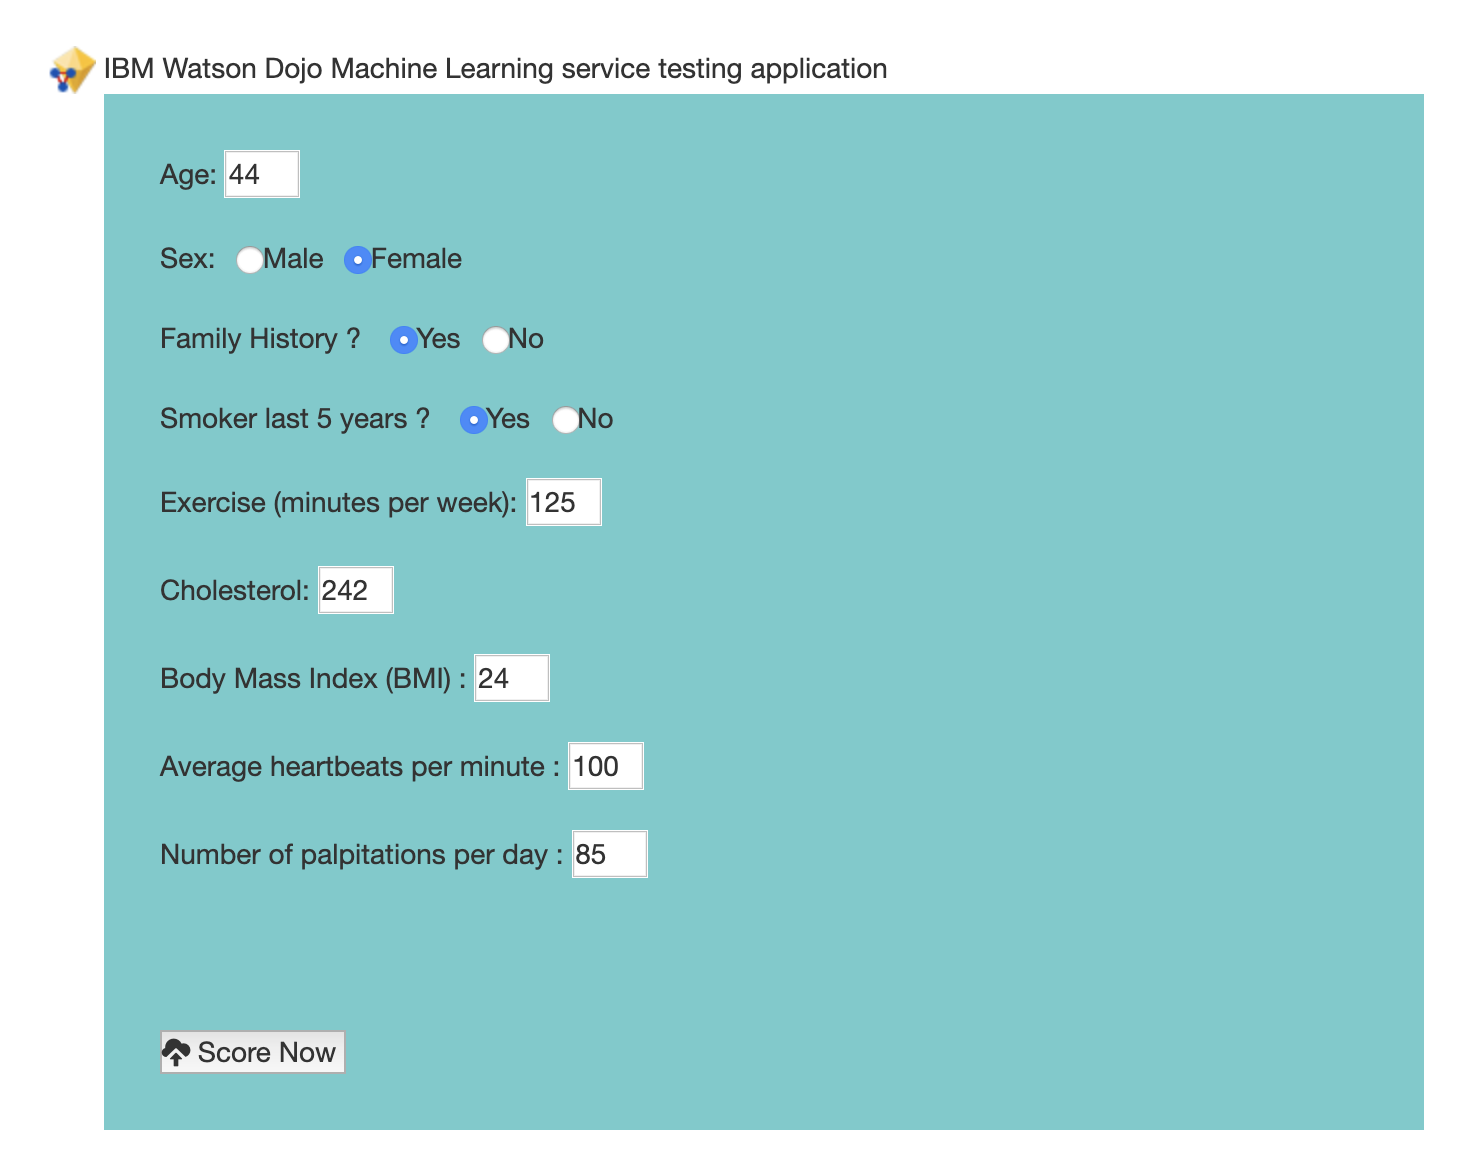 IBM Watson Dojo Machine Learning service testing application
Age: 44
Sex: Male Female
Family History ? Yes No
Smoker last 5 years ? Yes No
Exercise (minutes per week): 125
Cholesterol: 242
Body Mass Index (BMI) : 24
Average heartbeats per minute : 100
Number of palpitations per day : 85
Score Now